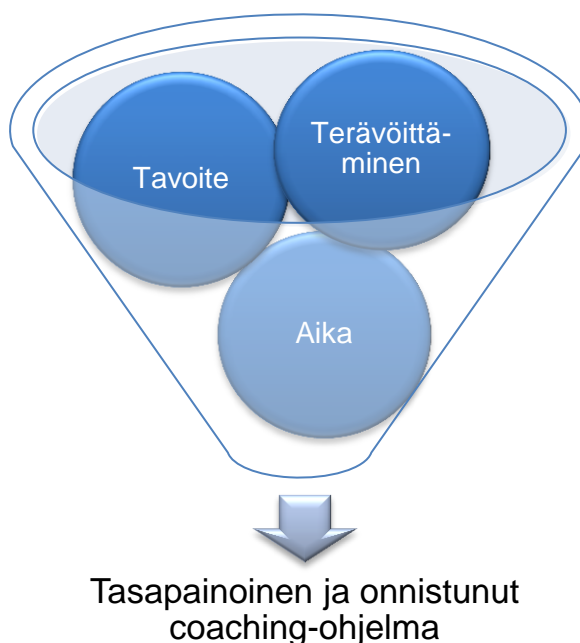 Tavoite
Terävöittä-
minen
Aika
Tasapainoinen ja onnistunut
coaching-ohjelma